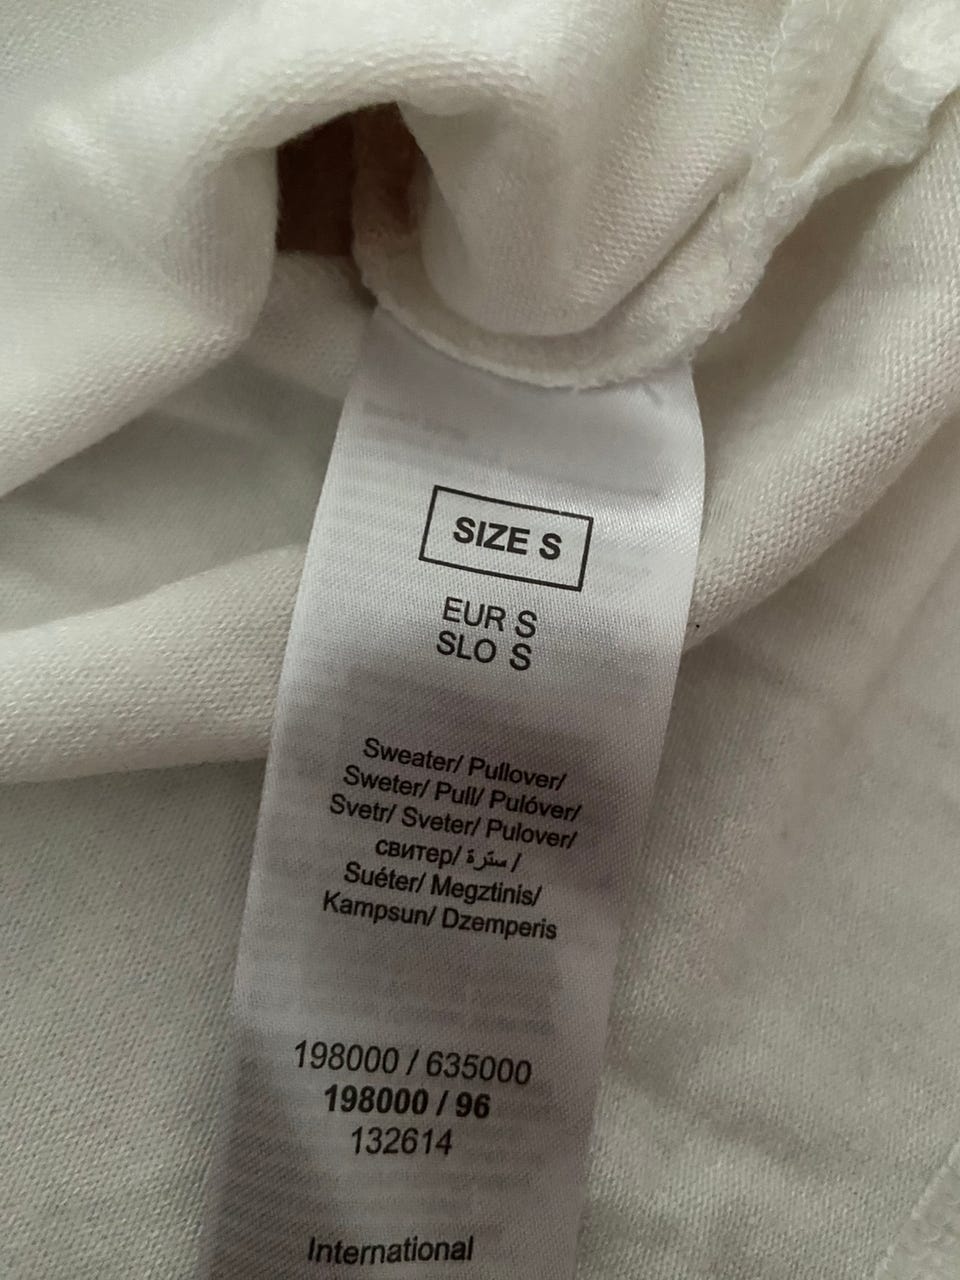 SIZE S
EUR S
SLO S
Sweater/ Pullover/
Sweter/ Pull/ Pulóver/
Svetr/ Sveter/ Pulover/
свитер/ سترة /
Suéter/ Megztinis/
Kampsun/ Dzemperis
198000 / 635000
198000 / 96
132614
International